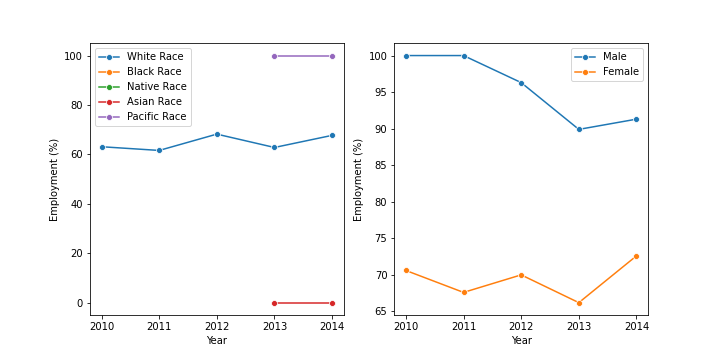 White Race
Black Race
Native Race
Asian Race
Pacific Race
Employment (%)
100
80
60
40
20
0
2010 2011 2012 2013 2014
Year
Male
Female
Employment (%)
100
95
90
85
80
75
70
65
2010 2011 2012 2013 2014
Year